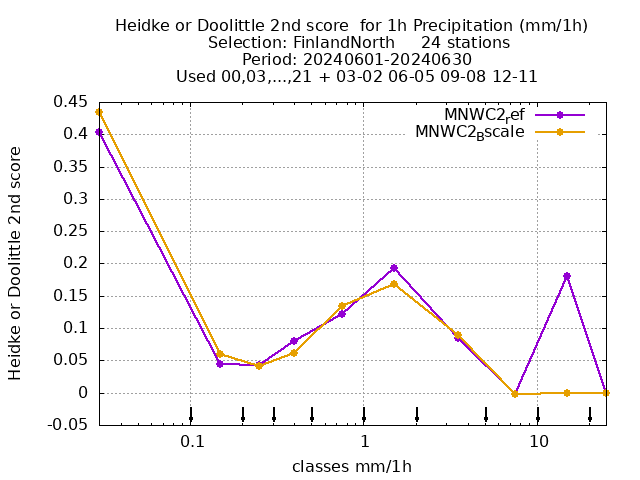 Heidke or Doolittle 2nd score  for 1h Precipitation (mm/1h)
Selection: FinlandNorth     24 stations
Period: 20240601-20240630
Used 00,03,...,21 + 03-02 06-05 09-08 12-11
MNWC2_ref
MNWC2_Bscale
Heidke or Doolittle 2nd score
0.45
0.4
0.35
0.3
0.25
0.2
0.15
0.1
0.05
0
-0.05
0.1 1 10
classes mm/1h